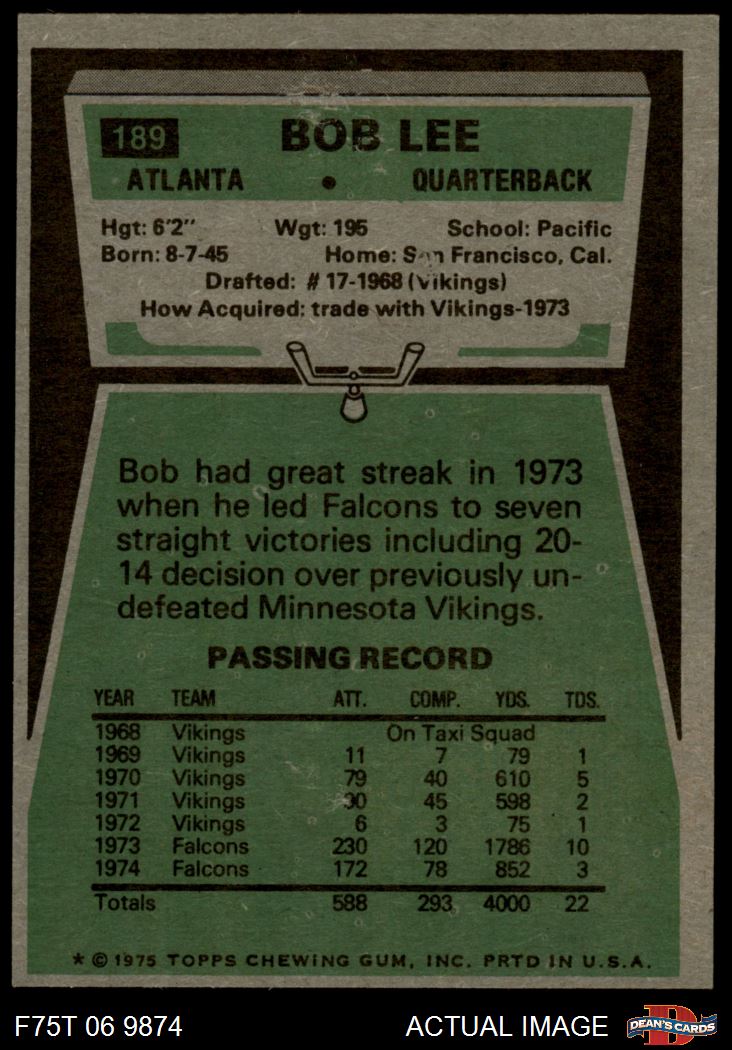 189
BOB LEE
ATLANTA • QUARTERBACK
Hgt: 6'2" Wgt: 195 School: Pacific
Born: 8-7-45 Home: San Francisco, Cal.
Drafted: # 17-1968 (Vikings)
How Acquired: trade with Vikings-1973
Bob had great streak in 1973
when he led Falcons to seven
straight victories including 20-
14 decision over previously un-
defeated Minnesota Vikings.
PASSING RECORD
YEAR TEAM ATT. COMP. YDS. TDS.
1968 Vikings On Taxi Squad
1969 Vikings 11 7 79 1
1970 Vikings 79 40 610 5
1971 Vikings 90 45 598 2
1972 Vikings 6 3 75 1
1973 Falcons 230 120 1786 10
1974 Falcons 172 78 852 3
Totals 588 293 4000 22
* © 1975 TOPPS CHEWING GUM, INC. PRTD IN U.S.A.
F75T 06 9874 ACTUAL IMAGE DEAN'S CARDS